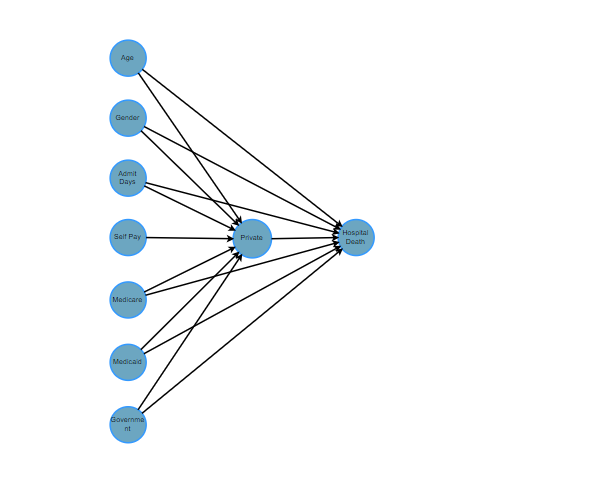 Age
Gender
Admit
Days
Self Pay
Private
Hospital
Death
Medicare
Medicaid
Governme
nt